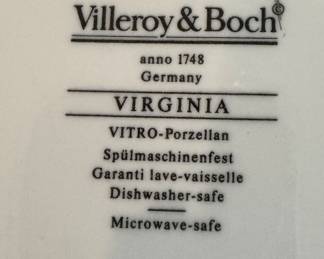 Villeroy & Boch©
anno 1748
Germany
VIRGINIA
VITRO-Porzellan
Spülmaschinenfest
Garanti lave-vaisselle
Dishwasher-safe
Microwave-safe